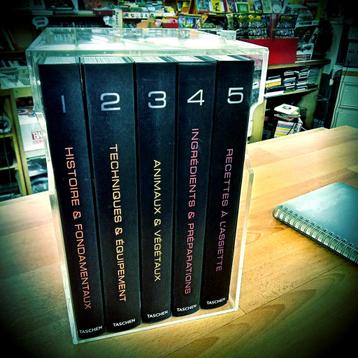 1
HISTOIRE & FONDAMENTAUX
TASCHEN
2
TECHNIQUES & ÉQUIPEMENT
TASCHEN
3
ANIMAUX & VÉGÉTAUX
TASCHEN
4
INGRÉDIENTS & PRÉPARATIONS
TASCHEN
5
RECETTES À L'ASSIETTE
TASCHEN